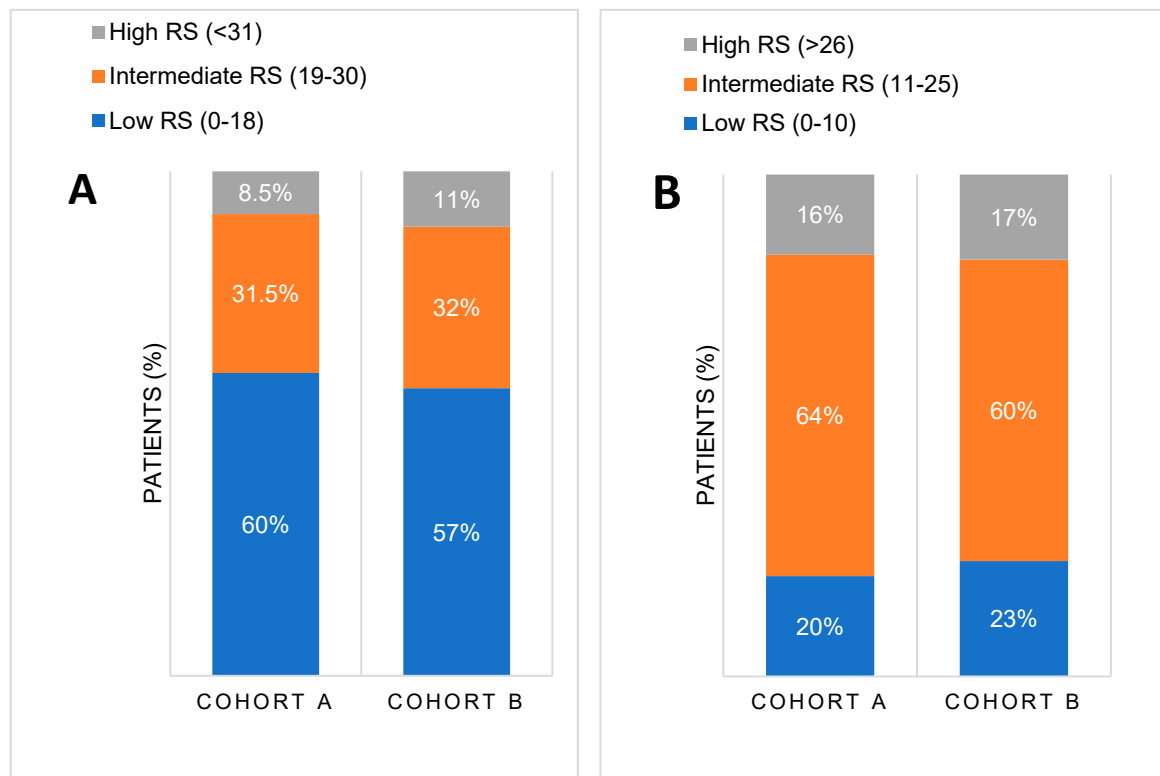 High RS (<31)
Intermediate RS (19-30)
Low RS (0-18)
A
8.5%
11%
31.5%
32%
60%
57%
PATIENTS (%)
COHORT A
COHORT B
High RS (>26)
Intermediate RS (11-25)
Low RS (0-10)
B
16%
17%
64%
60%
20%
23%
PATIENTS (%)
COHORT A
COHORT B